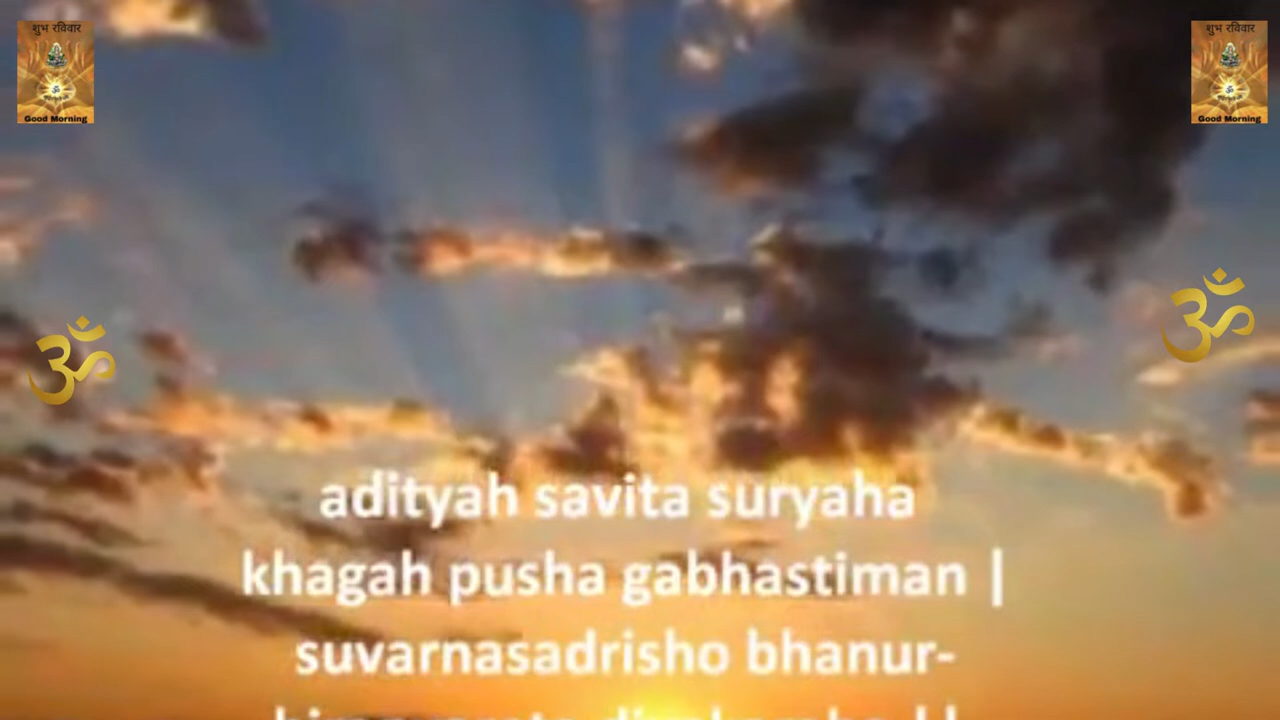 शुभ रविवार
Good Morning
शुभ रविवार
Good Morning
ॐ
ॐ
adityah savita suryaha
khagah pusha gabhastiman |
suvarnasadrisho bhanur-